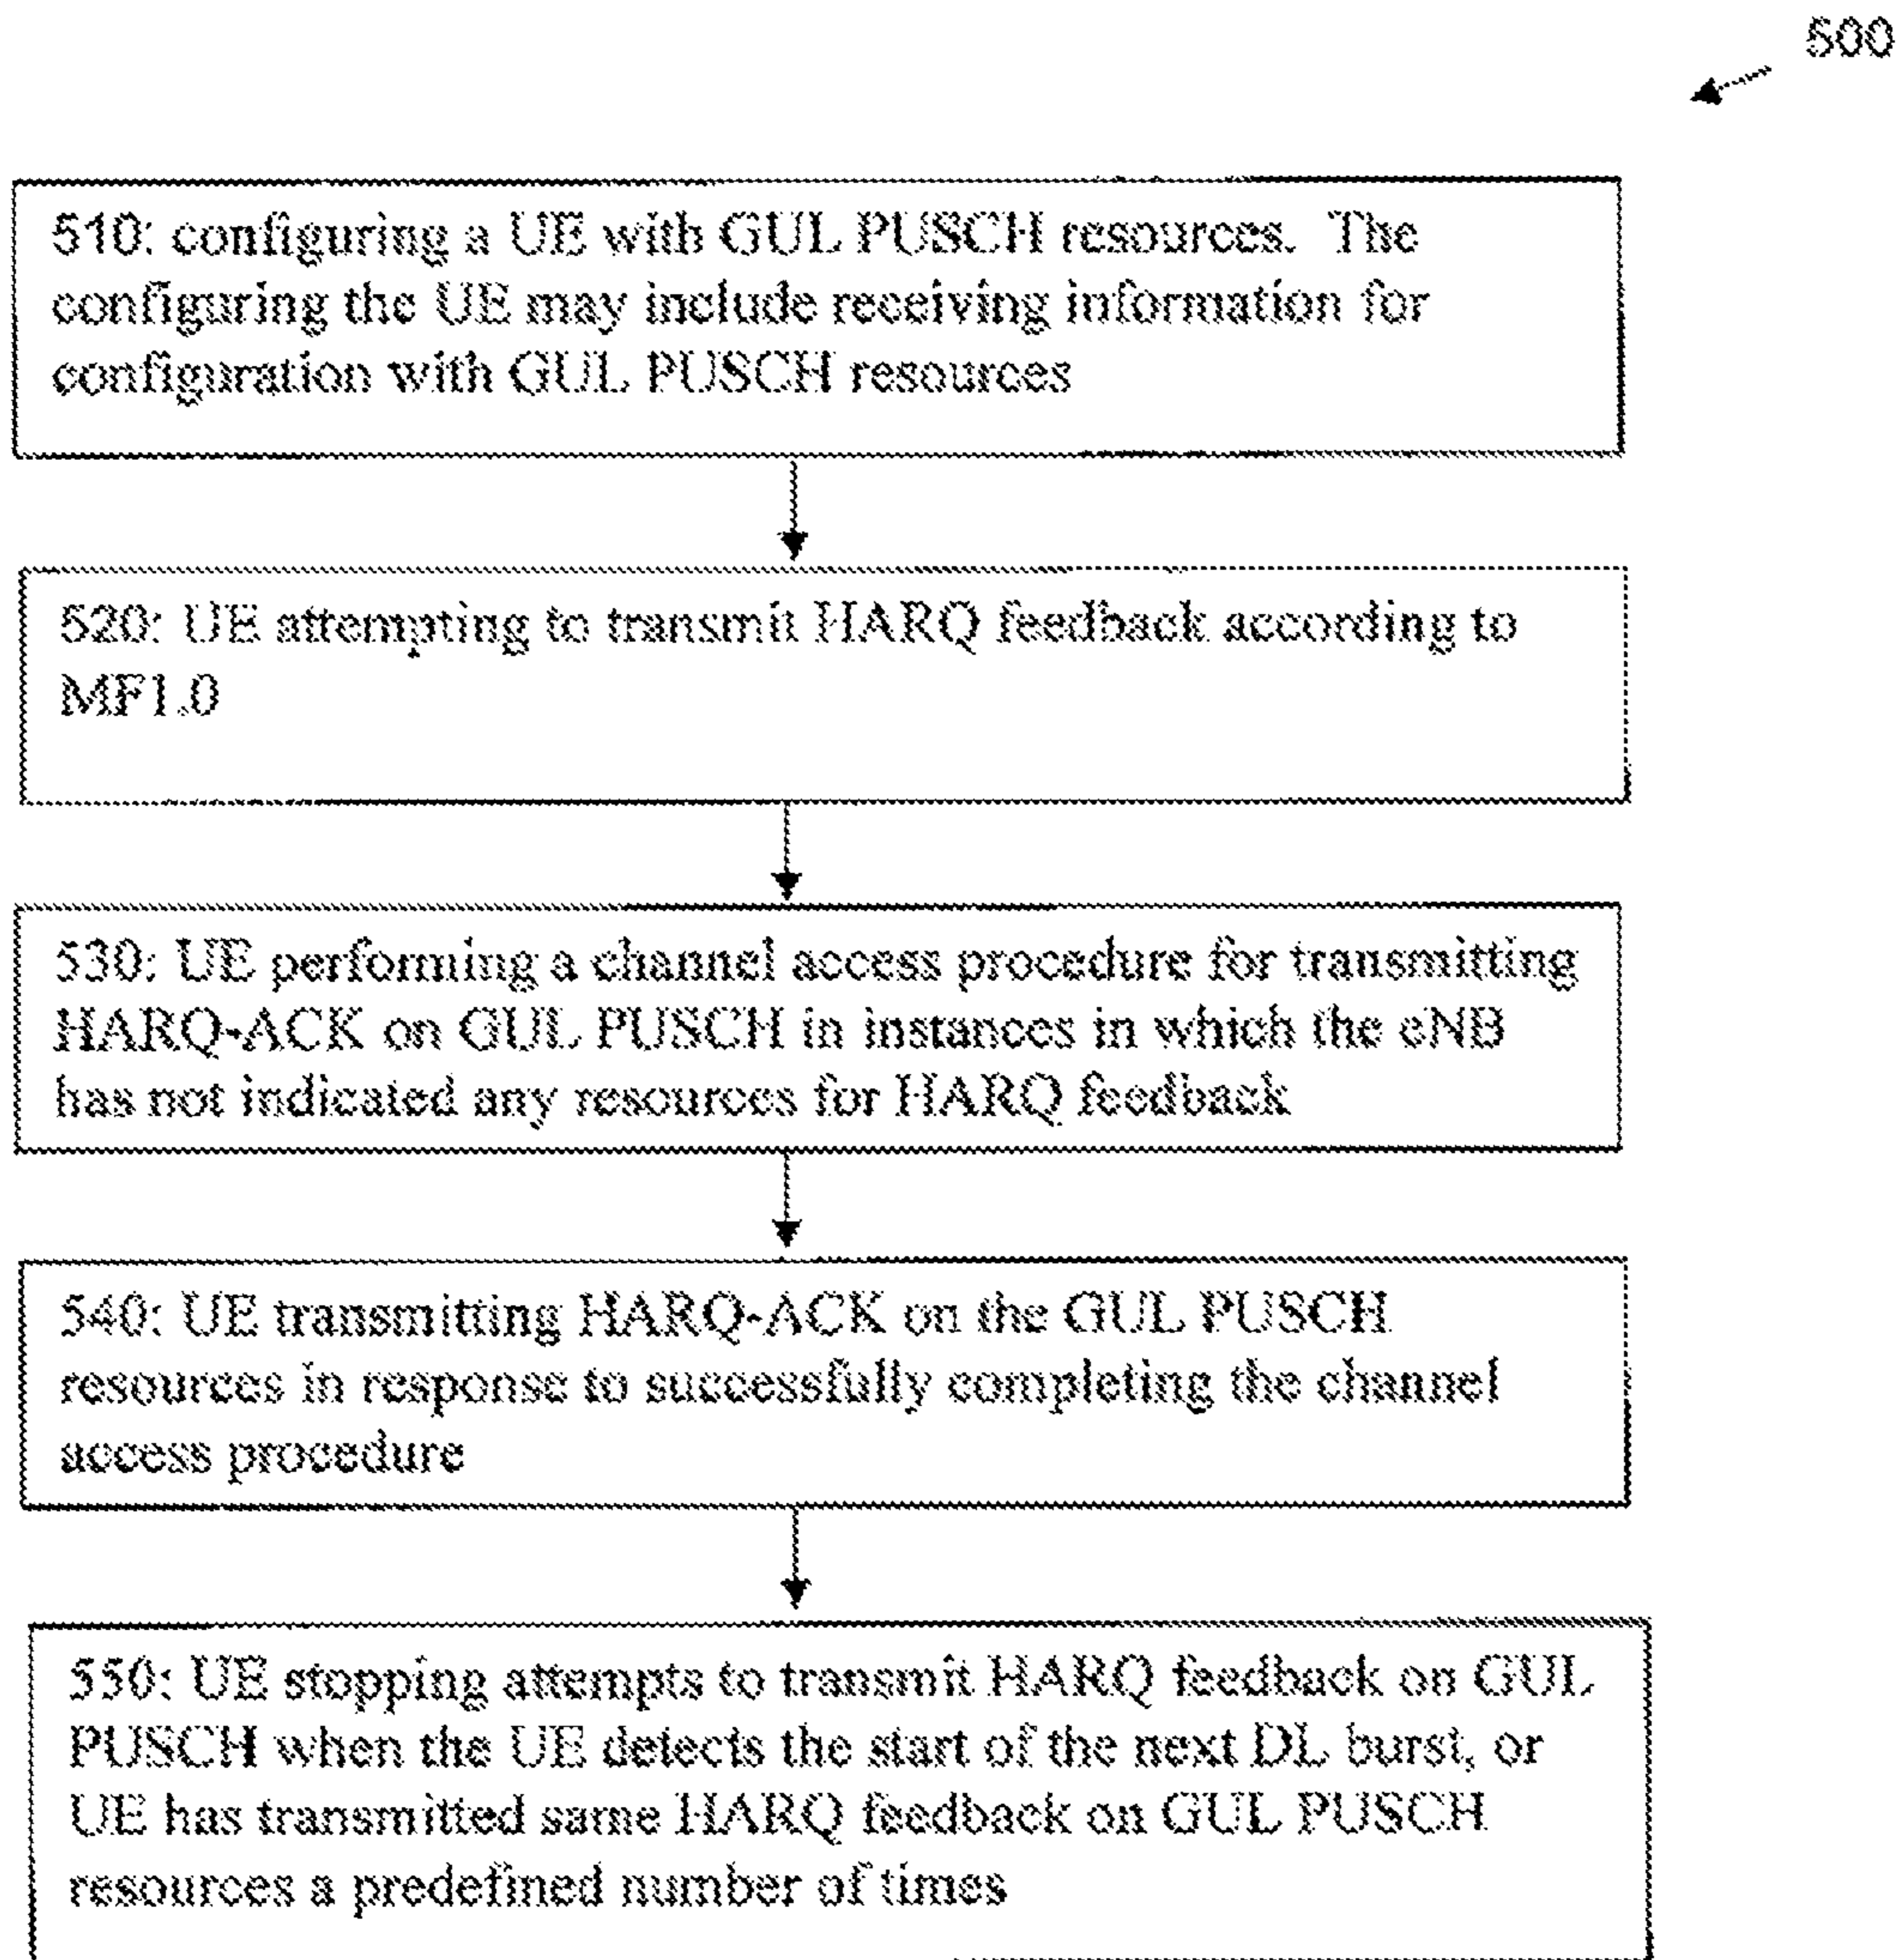 500
510: configuring a UE with GUL PUSCH resources. The
configuring the UE may include receiving information for
configuration with GUL PUSCH resources
520: UE attempting to transmit HARQ feedback according to
MF1.0
530: UE performing a channel access procedure for transmitting
HARQ-ACK on GUL PUSCH in instances in which the eNB
has not indicated any resources for HARQ feedback
540: UE transmitting HARQ-ACK on the GUL PUSCH
resources in response to successfully completing the channel
access procedure
550: UE stopping attempts to transmit HARQ feedback on GUL
PUSCH when the UE detects the start of the next DL burst, or
UE has transmitted same HARQ feedback on GUL PUSCH
resources a predefined number of times